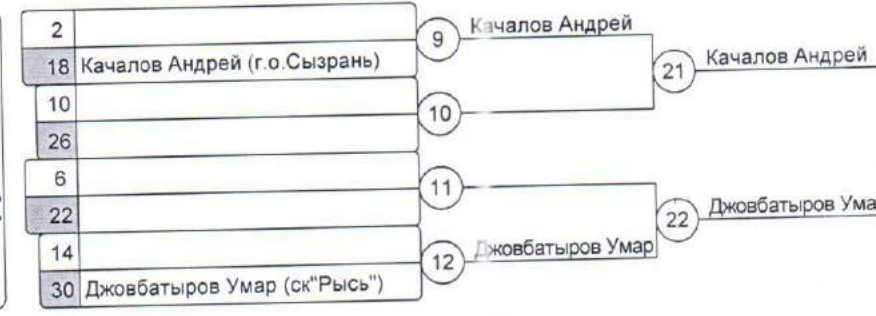 2
18 Качалов Андрей (г.о.Сызрань)
9
Качалов Андрей
10
26
10
21
Качалов Андрей
6
22
11
14
30 Джовбатыров Умар (ск"Рысь")
12
Джовбатыров Умар
22
Джовбатыров Ума